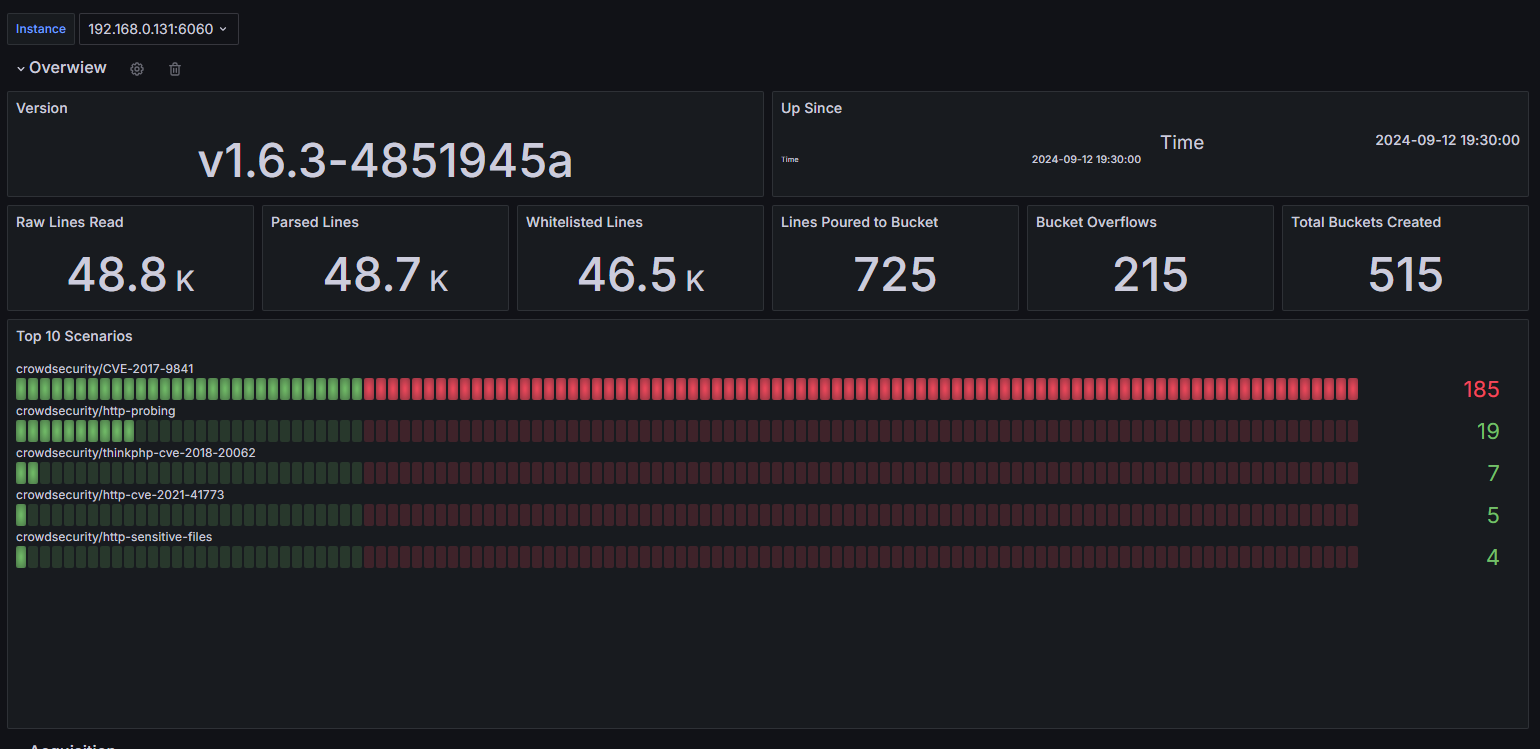 Instance 192.168.0.131:6060
Overwiew
Version
v1.6.3-4851945a
Up Since
Time 2024-09-12 19:30:00
Time 2024-09-12 19:30:00
Raw Lines Read
48.8 K
Parsed Lines
48.7 K
Whitelisted Lines
46.5 K
Lines Poured to Bucket
725
Bucket Overflows
215
Total Buckets Created
515
Top 10 Scenarios
crowdsecurity/CVE-2017-9841
185
crowdsecurity/http-probing
19
crowdsecurity/thinkphp-cve-2018-20062
7
crowdsecurity/http-cve-2021-41773
5
crowdsecurity/http-sensitive-files
4
Acquisition